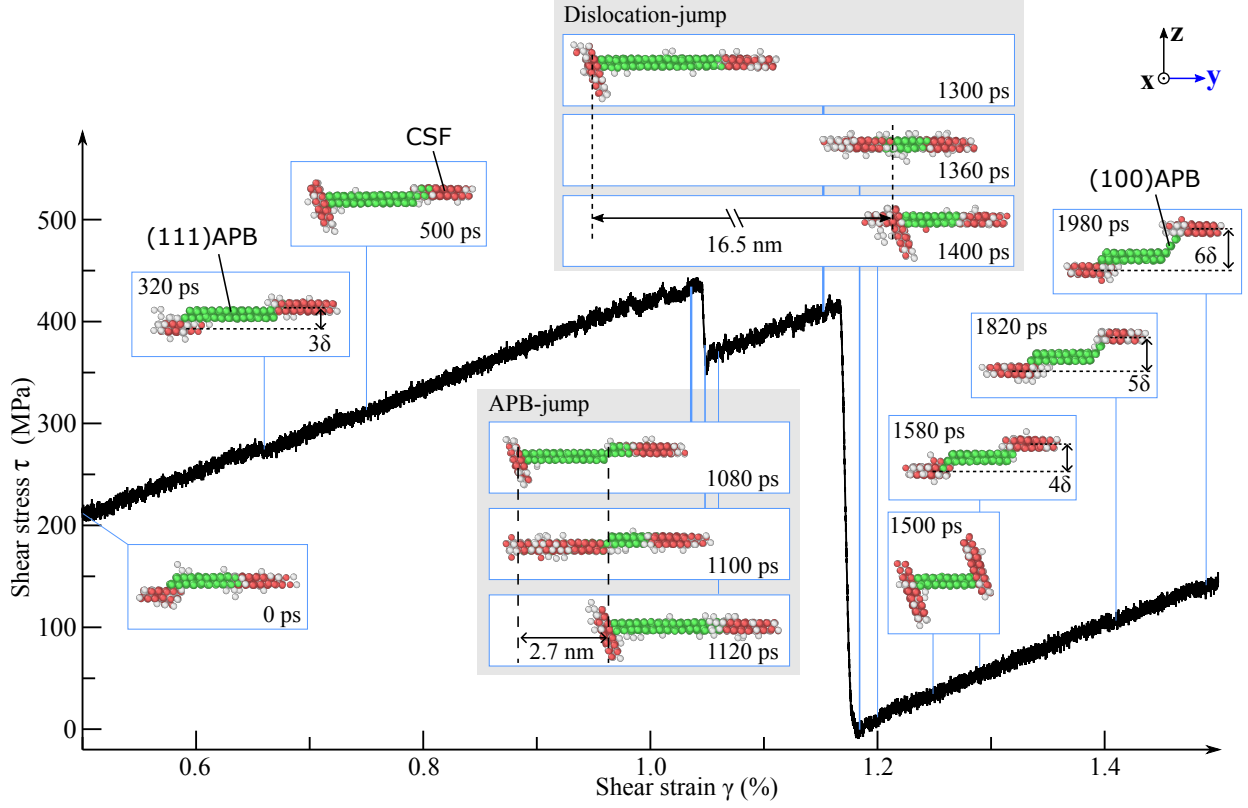 Dislocation-jump
1300 ps
1360 ps
16.5 nm
1400 ps
z
x
y
CSF
500 ps
(111)APB
320 ps
3δ
(100)APB
1980 ps
6δ
1820 ps
5δ
1580 ps
4δ
1500 ps
APB-jump
1080 ps
1100 ps
2.7 nm
1120 ps
0 ps
Shear stress τ (MPa)
500
400
300
200
100
0
0.6
0.8
1.0
1.2
1.4
Shear strain γ (%)